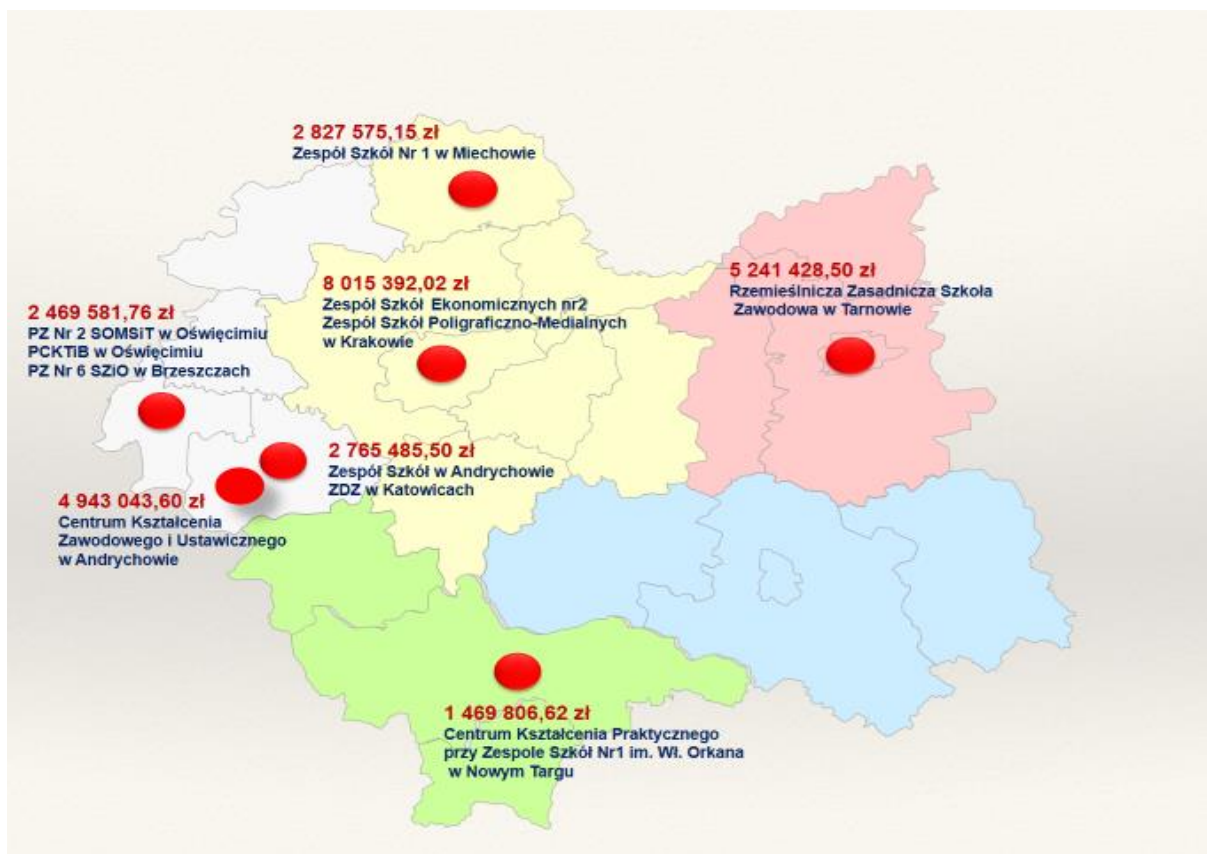 2 827 575,15 zł
Zespół Szkół Nr 1 w Miechowie
8 015 392,02 zł
Zespół Szkół Ekonomicznych nr2
Zespół Szkół Poligraficzno-Medialnych
w Krakowie
5 241 428,50 zł
Rzemieślnicza Zasadnicza Szkoła
Zawodowa w Tarnowie
2 469 581,76 zł
PZ Nr 2 SOMSiT w Oświęcimiu
PCKTiB w Oświęcimiu
PZ Nr 6 SZiO w Brzeszczach
2 765 485,50 zł
Zespół Szkół w Andrychowie
ZDZ w Katowicach
4 943 043,60 zł
Centrum Kształcenia
Zawodowego i Ustawicznego
w Andrychowie
1 469 806,62 zł
Centrum Kształcenia Praktycznego
przy Zespole Szkół Nr1 im. Wł. Orkana
w Nowym Targu